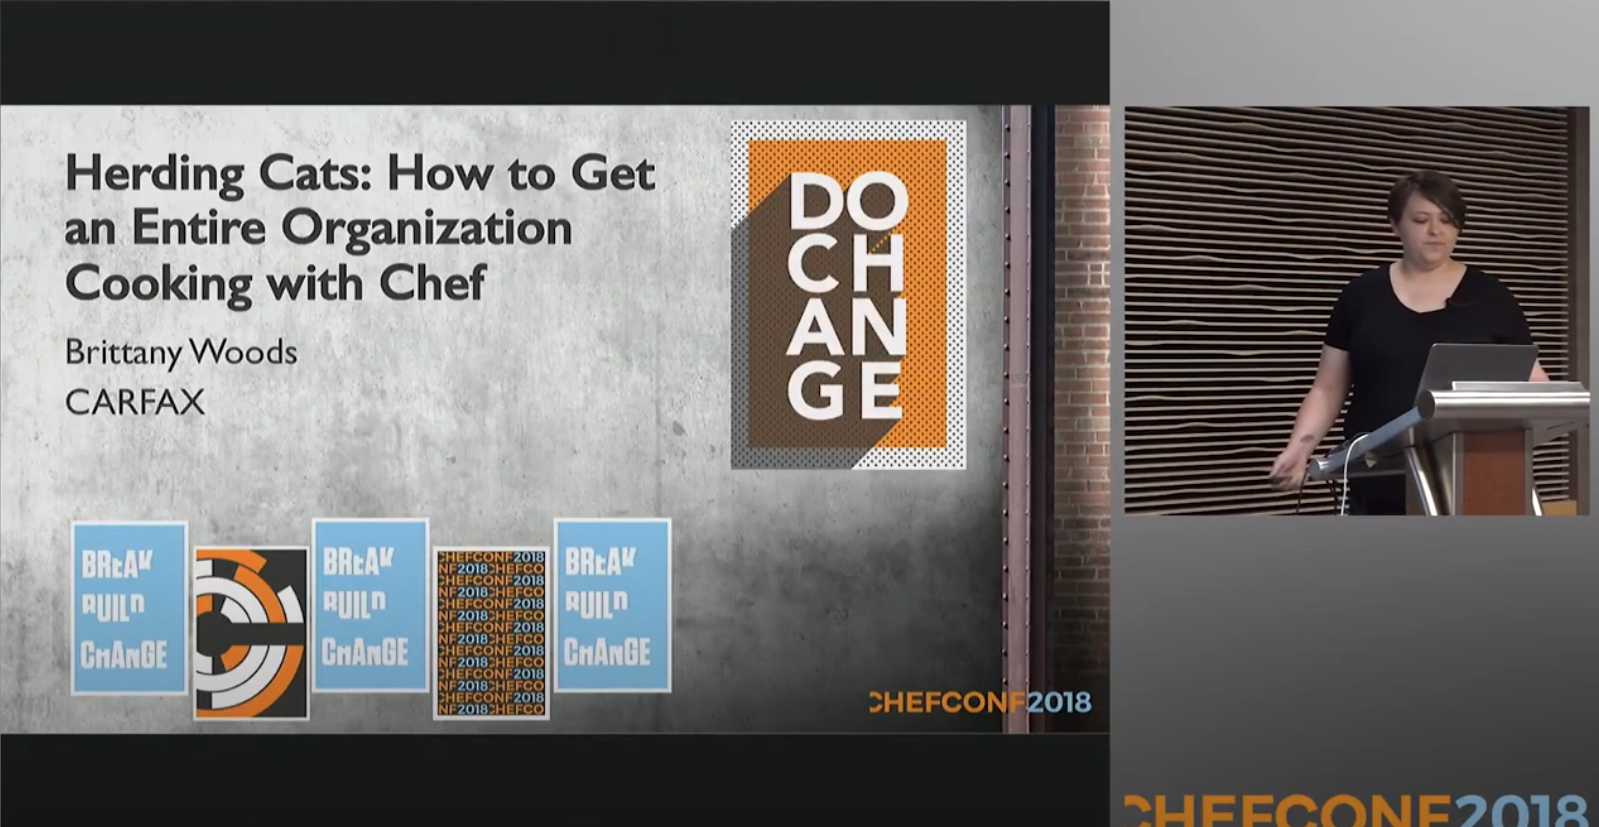 Herding Cats: How to Get
an Entire Organization
Cooking with Chef
Brittany Woods
CARFAX
DO
CH
AN
GE
BREAK
BUILD
CHANGE
BREAK
BUILD
CHANGE
CHEFCONF2018
NF2018CHEFCO
CHEFCONF2018
NF2018CHEFCO
CHEFCONF2018
NF2018CHEFCO
CHEFCONF2018
NF2018CHEFCO
CHEFCONF2018
NF2018CHEFCO
CHEFCONF2018
NF2018CHEFCO
CHEFCONF2018
NF2018CHEFCO
BREAK
BUILD
CHANGE
CHEFCONF2018
CHEFCONF2018